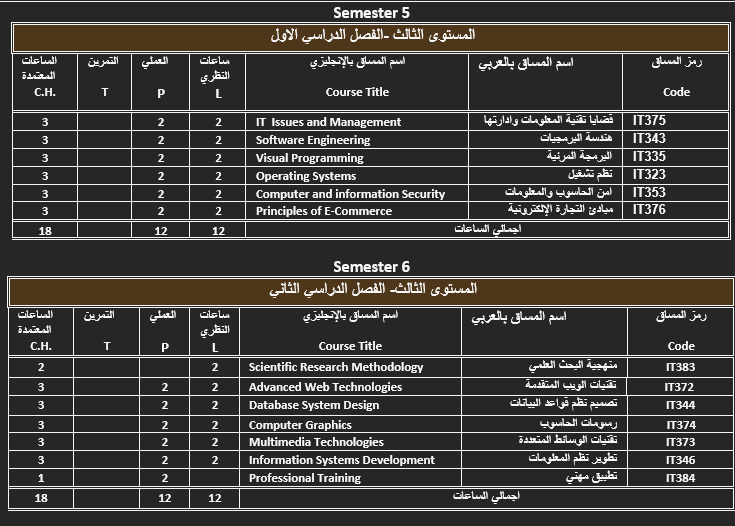 Semester 5
المستوى الثالث -الفصل الدراسي الاول
رمز المساق Code | اسم المساق بالعربي | اسم المساق بالإنجليزي Course Title | ساعات النظري L | العملي P | التمرين T | الساعات المعتمدة C.H.
IT375 | قضايا تقنية المعلومات وادارتها | IT Issues and Management | 2 | 2 | | 3
IT343 | هندسة البرمجيات | Software Engineering | 2 | 2 | | 3
IT335 | البرمجة المرئية | Visual Programming | 2 | 2 | | 3
IT323 | نظم تشغيل | Operating Systems | 2 | 2 | | 3
IT353 | امن الحاسوب والمعلومات | Computer and information Security | 2 | 2 | | 3
IT376 | مبادئ التجارة الإلكترونية | Principles of E-Commerce | 2 | 2 | | 3
اجمالي الساعات | 12 | 12 | | 18
Semester 6
المستوى الثالث- الفصل الدراسي الثاني
رمز المساق Code | اسم المساق بالعربي | اسم المساق بالإنجليزي Course Title | ساعات النظري L | العملي P | التمرين T | الساعات المعتمدة C.H.
IT383 | منهجية البحث العلمي | Scientific Research Methodology | 2 | | | 2
IT372 | تقنيات الويب المتقدمة | Advanced Web Technologies | 2 | 2 | | 3
IT344 | تصميم نظم قواعد البيانات | Database System Design | 2 | 2 | | 3
IT374 | رسومات الحاسوب | Computer Graphics | 2 | 2 | | 3
IT373 | تقنيات الوسائط المتعددة | Multimedia Technologies | 2 | 2 | | 3
IT346 | تطوير نظم المعلومات | Information Systems Development | 2 | 2 | | 3
IT384 | تطبيق مهني | Professional Training | | 2 | | 1
اجمالي الساعات | 12 | 12 | | 18